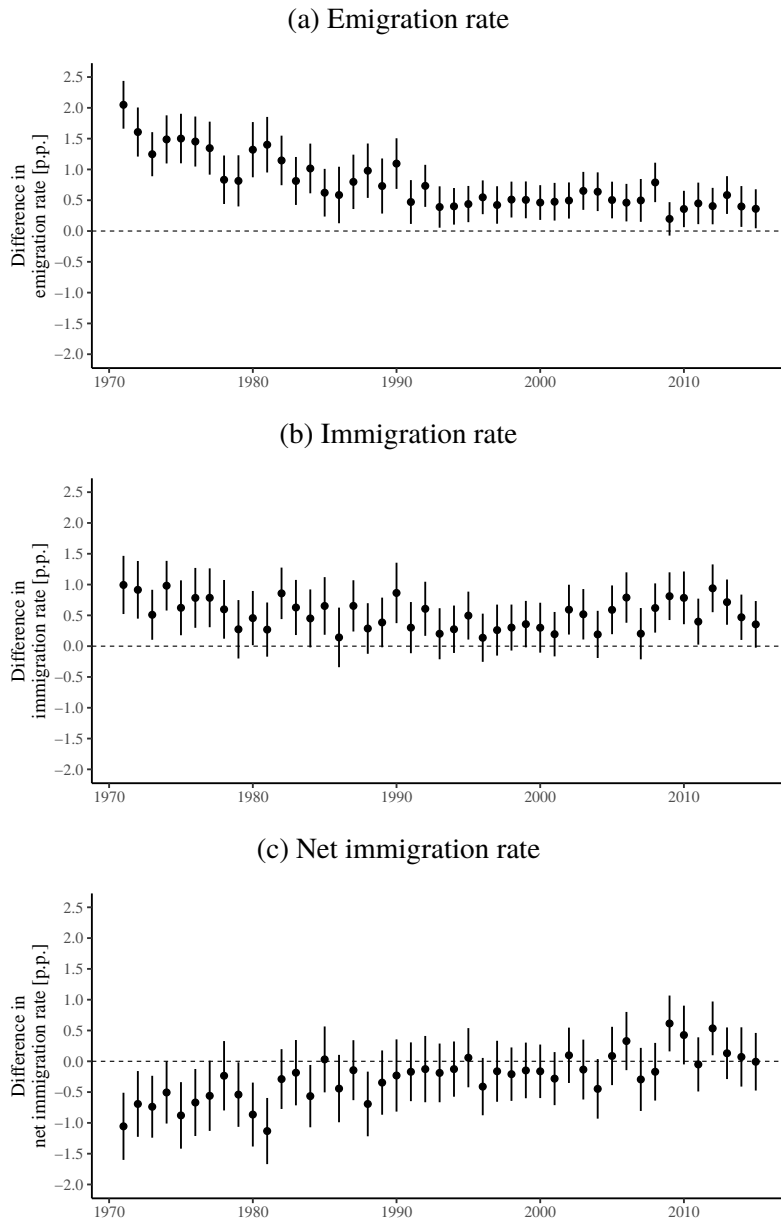 (a) Emigration rate
Difference in
emigration rate [p.p.]
2.5
2.0
1.5
1.0
0.5
0.0
−0.5
−1.0
−1.5
−2.0
1970 1980 1990 2000 2010
(b) Immigration rate
Difference in
immigration rate [p.p.]
2.5
2.0
1.5
1.0
0.5
0.0
−0.5
−1.0
−1.5
−2.0
1970 1980 1990 2000 2010
(c) Net immigration rate
Difference in
net immigration rate [p.p.]
2.5
2.0
1.5
1.0
0.5
0.0
−0.5
−1.0
−1.5
−2.0
1970 1980 1990 2000 2010